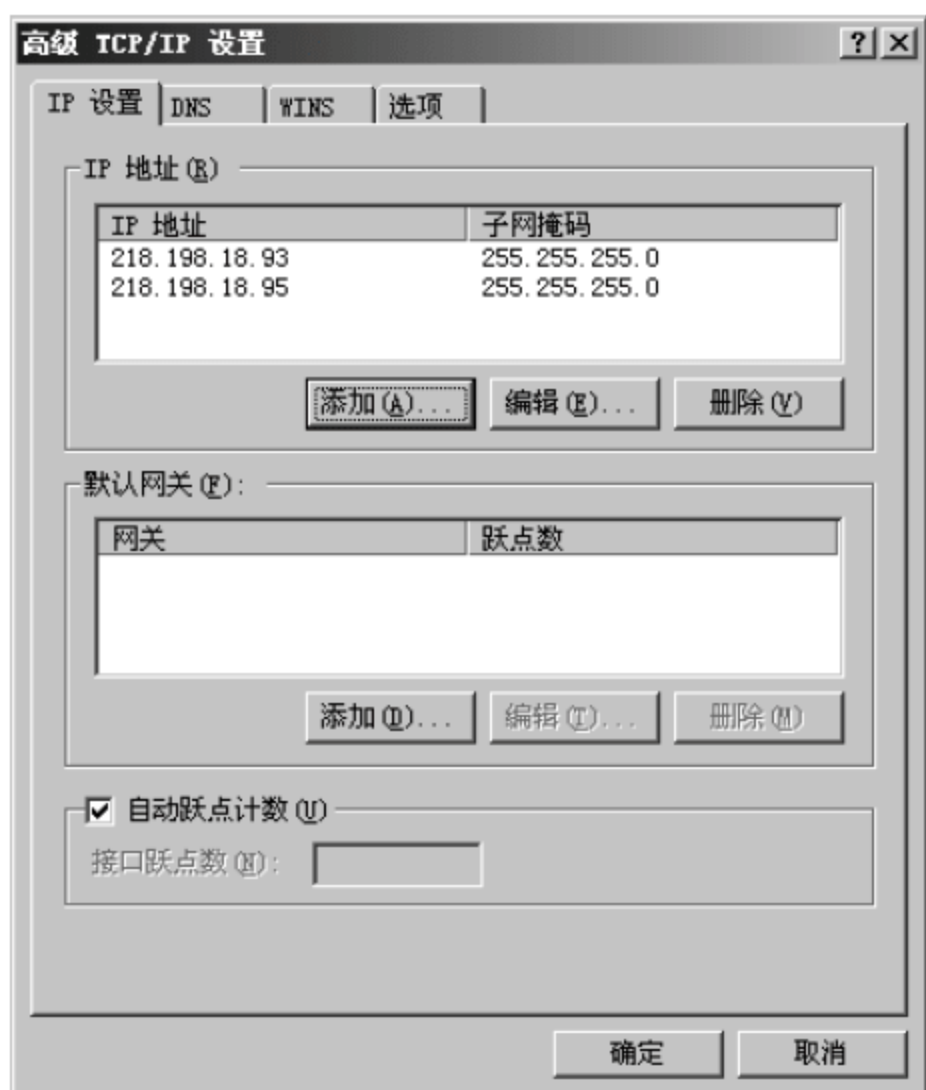 高级 TCP/IP 设置
IP 设置 DNS WINS 选项
IP 地址(R)
IP 地址 子网掩码
218.198.18.93 255.255.255.0
218.198.18.95 255.255.255.0
添加(A)... 编辑(E)... 删除(V)
默认网关(F):
网关 跃点数
添加(D)... 编辑(T)... 删除(M)
自动跃点计数(U)
接口跃点数(N):
确定 取消